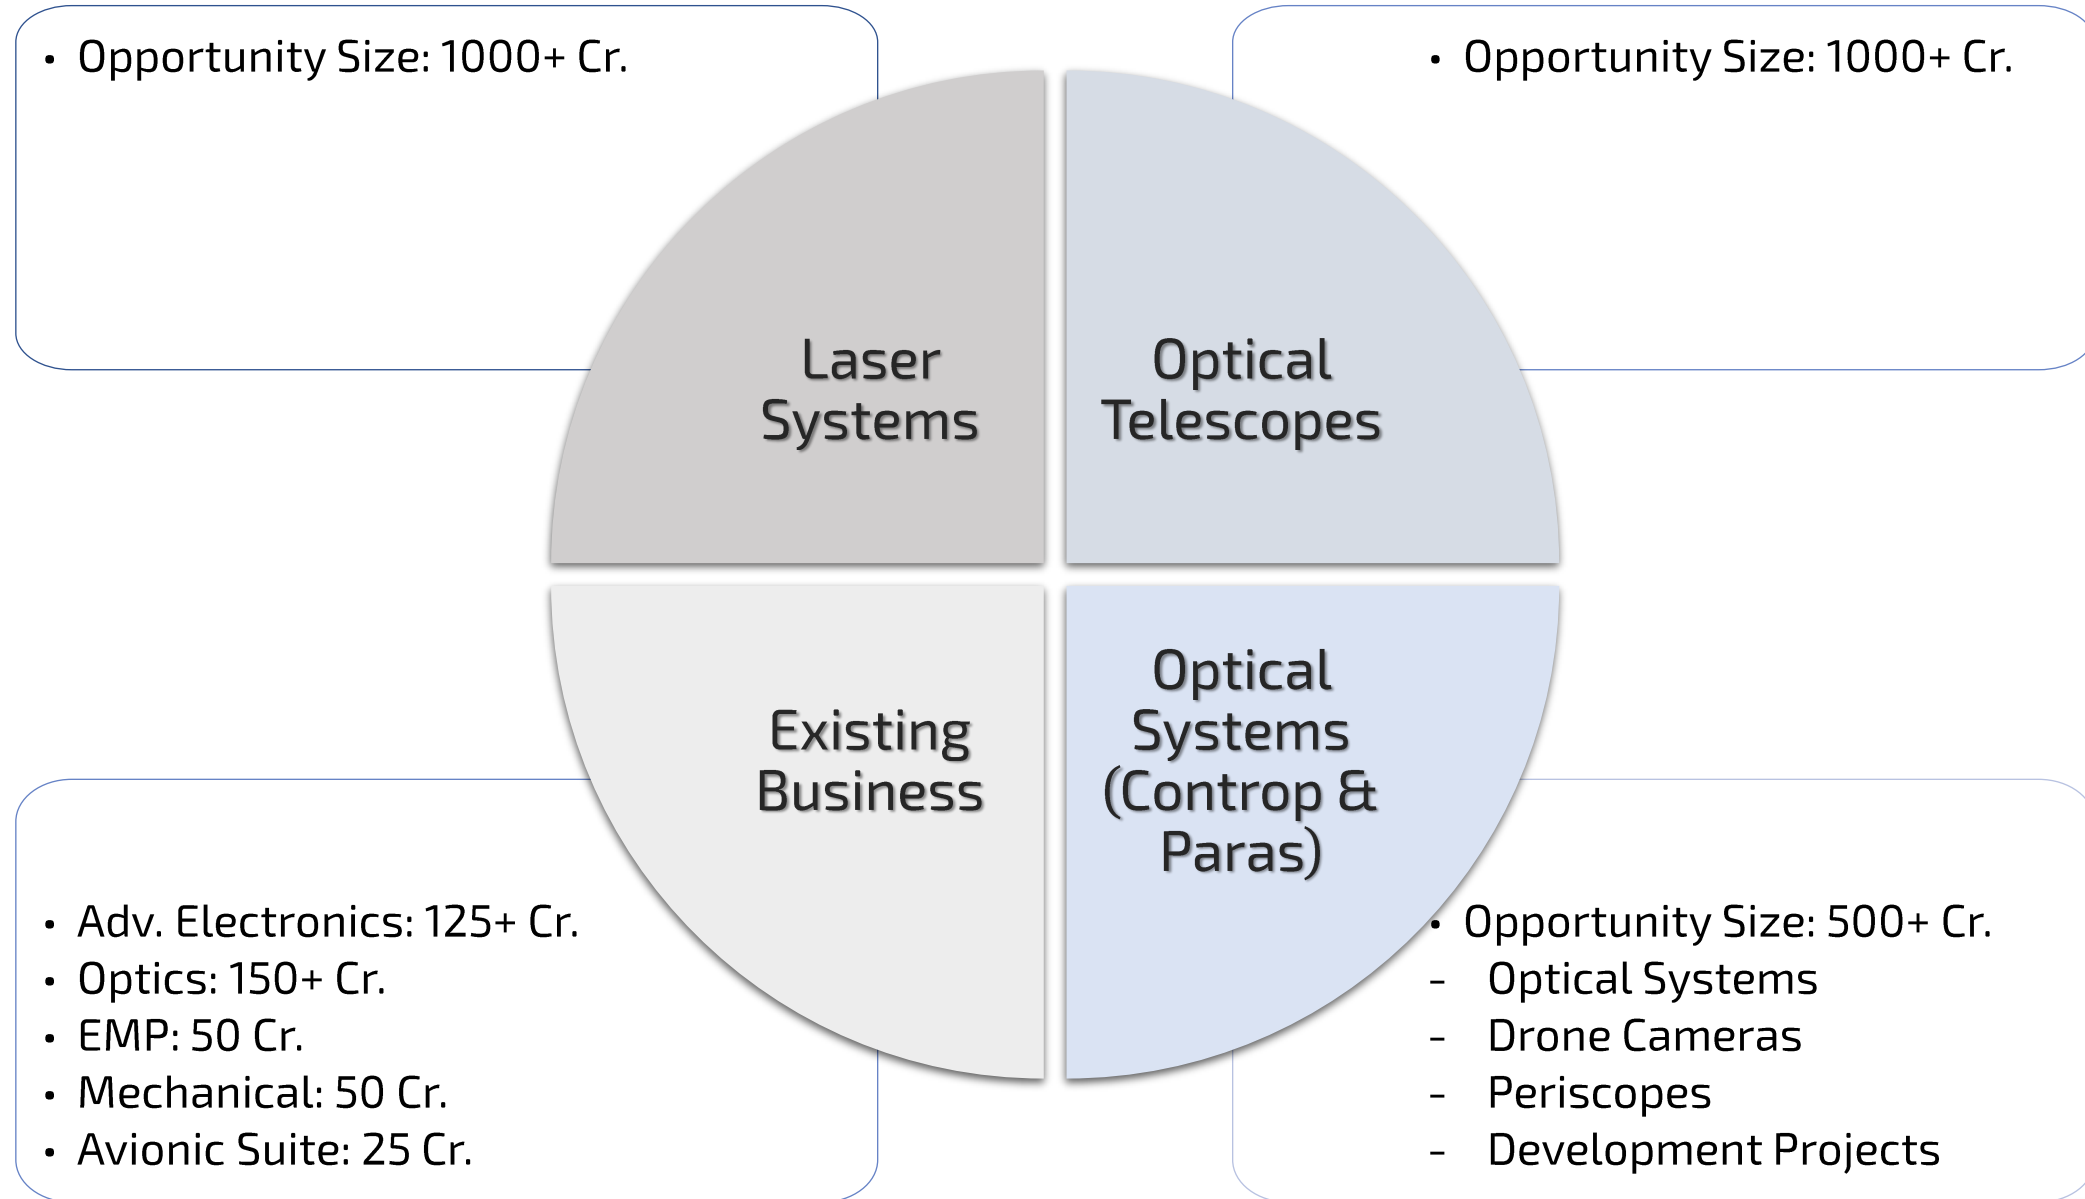 • Opportunity Size: 1000+ Cr.
• Opportunity Size: 1000+ Cr.
Laser
Systems
Optical
Telescopes
Existing
Business
Optical
Systems
(Controp &
Paras)
• Adv. Electronics: 125+ Cr.
• Optics: 150+ Cr.
• EMP: 50 Cr.
• Mechanical: 50 Cr.
• Avionic Suite: 25 Cr.
• Opportunity Size: 500+ Cr.
- Optical Systems
- Drone Cameras
- Periscopes
- Development Projects